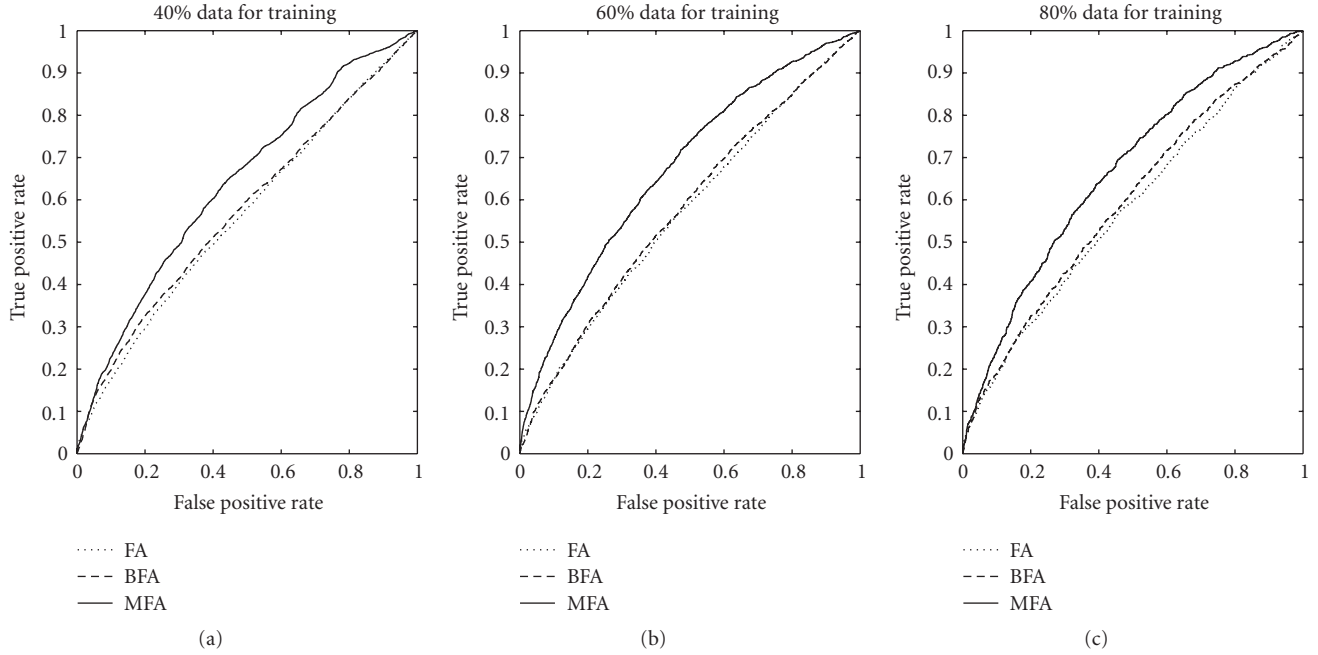 40% data for training
1
0.9
0.8
0.7
0.6
0.5
0.4
0.3
0.2
0.1
0
0 0.2 0.4 0.6 0.8 1
True positive rate
False positive rate
FA
BFA
MFA
(a)
60% data for training
1
0.9
0.8
0.7
0.6
0.5
0.4
0.3
0.2
0.1
0
0 0.2 0.4 0.6 0.8 1
True positive rate
False positive rate
FA
BFA
MFA
(b)
80% data for training
1
0.9
0.8
0.7
0.6
0.5
0.4
0.3
0.2
0.1
0
0 0.2 0.4 0.6 0.8 1
True positive rate
False positive rate
FA
BFA
MFA
(c)